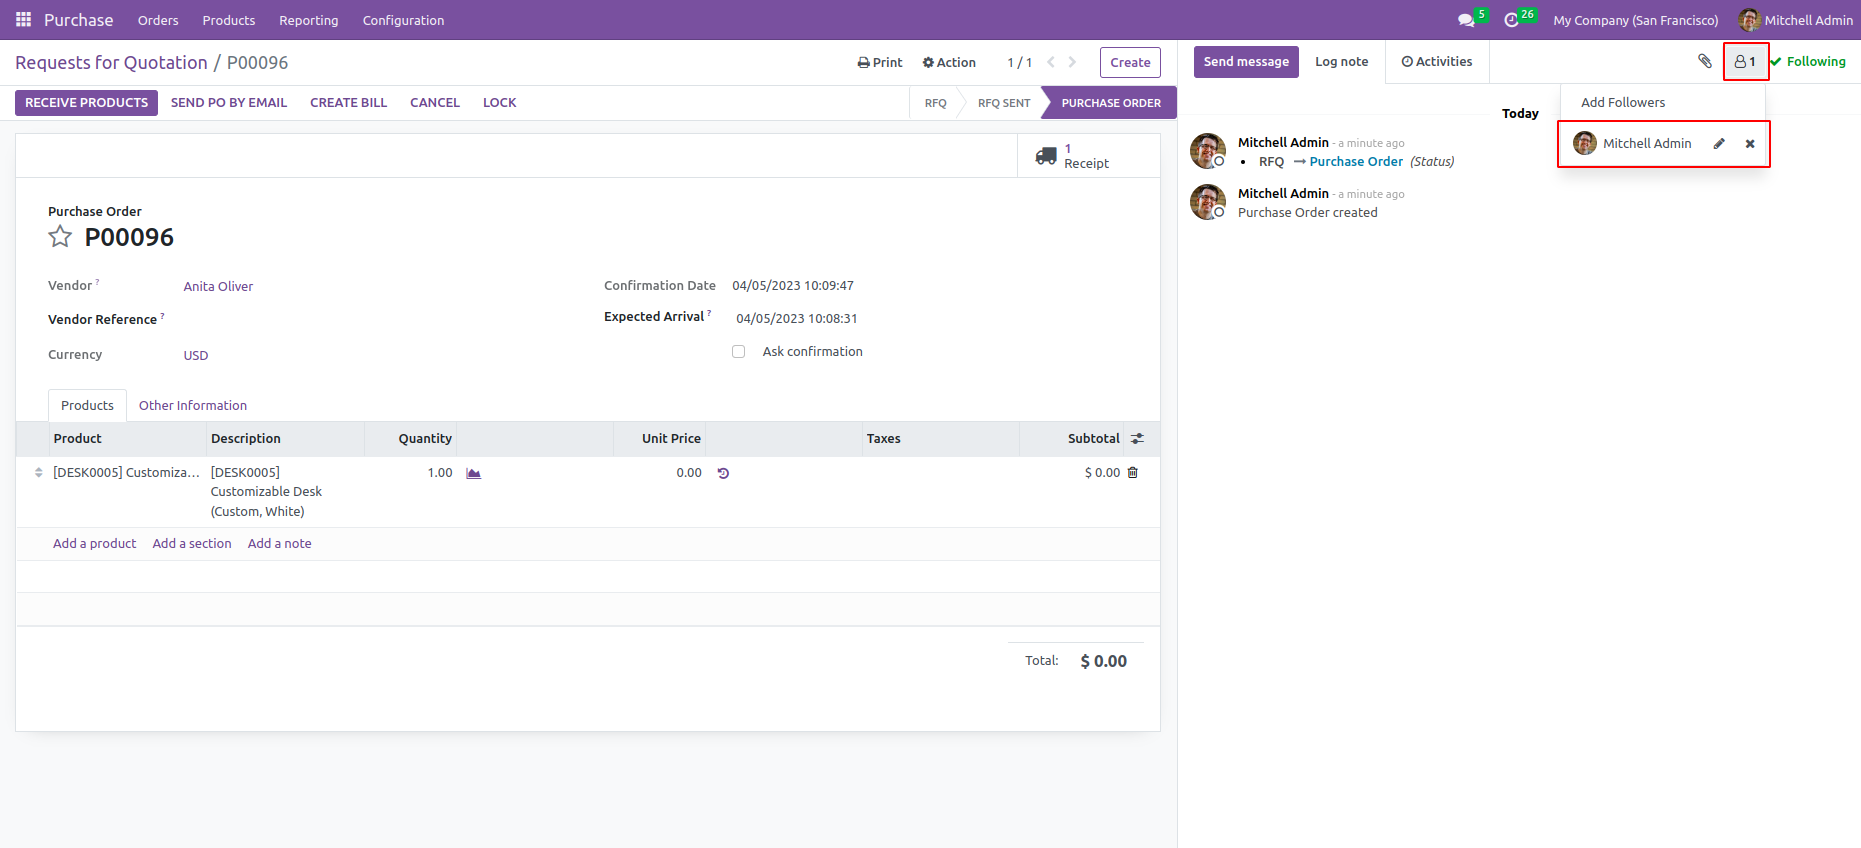 Purchase Orders Products Reporting Configuration 5 26 My Company (San Francisco) Mitchell Admin
Requests for Quotation / P00096 Print Action 1 / 1 Create
RECEIVE PRODUCTS SEND PO BY EMAIL CREATE BILL CANCEL LOCK RFQ RFQ SENT PURCHASE ORDER
1
Receipt
Purchase Order
P00096
Vendor ? Anita Oliver
Vendor Reference ?
Currency USD
Confirmation Date 04/05/2023 10:09:47
Expected Arrival ? 04/05/2023 10:08:31
Ask confirmation
Products Other Information
Product Description Quantity Unit Price Taxes Subtotal
[DESK0005] Customiza... [DESK0005] 1.00 0.00 $ 0.00
Customizable Desk
(Custom, White)
Add a product Add a section Add a note
Total: $ 0.00
Send message Log note Activities 1 Following
Add Followers
Mitchell Admin
Today
Mitchell Admin - a minute ago
• RFQ → Purchase Order (Status)
Mitchell Admin - a minute ago
Purchase Order created